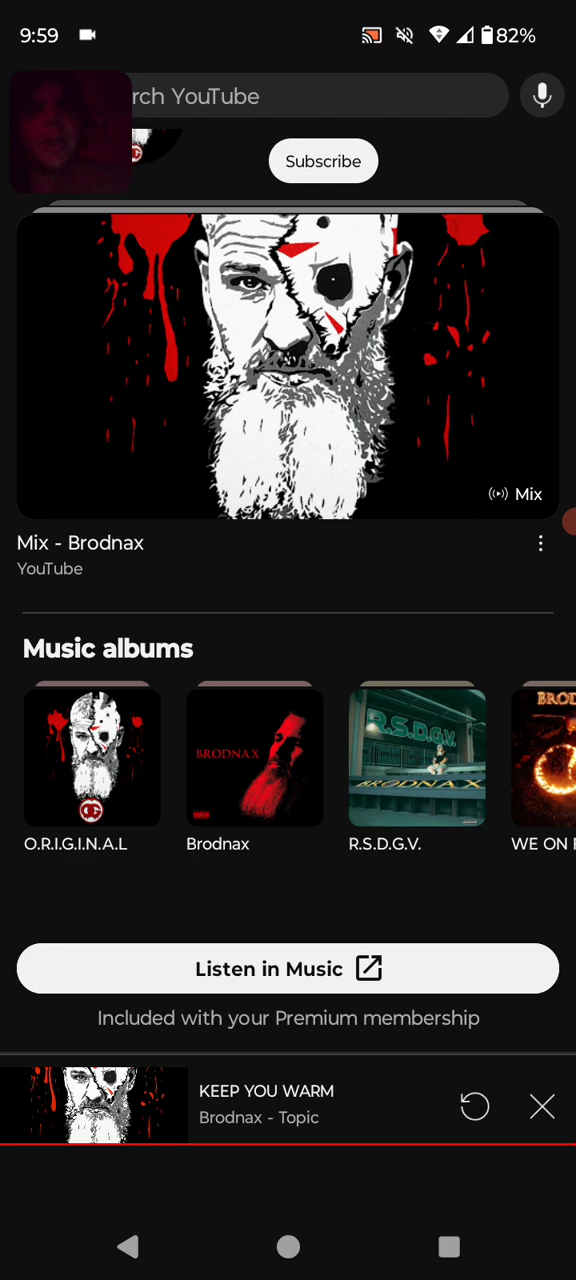 9:59
82%
rch YouTube
Subscribe
Mix
Mix - Brodnax
YouTube
Music albums
BRODNAX
R.S.D.G.V.
BRODNAX
BROD
OG
O.R.I.G.I.N.A.L
Brodnax
R.S.D.G.V.
WE ON F
Listen in Music
Included with your Premium membership
KEEP YOU WARM
Brodnax - Topic